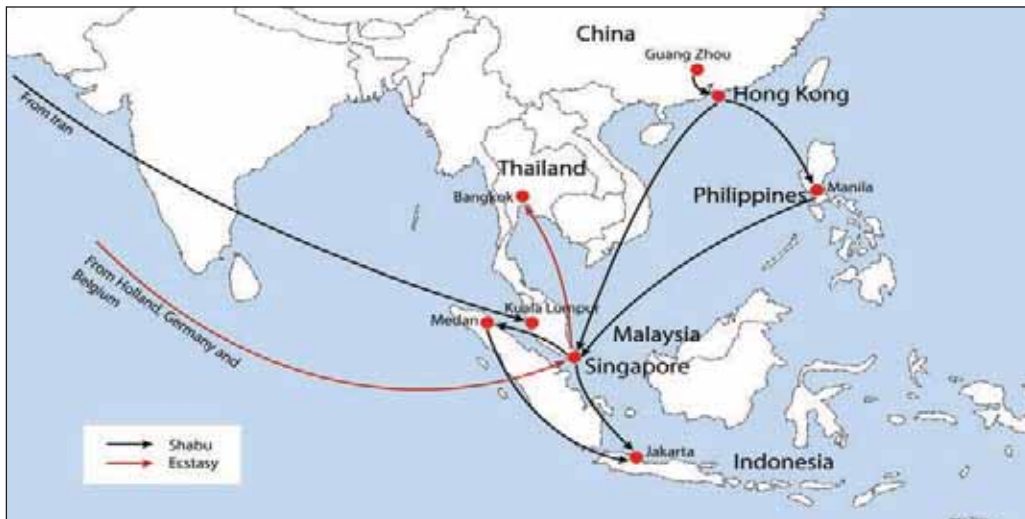 China
Guang Zhou
Hong Kong
From Iran
Thailand
Bangkok
Philippines
Manila
From Holland, Germany and
Belgium
Kuala Lumpur
Medan
Malaysia
Singapore
Shabu
Ecstasy
Jakarta
Indonesia